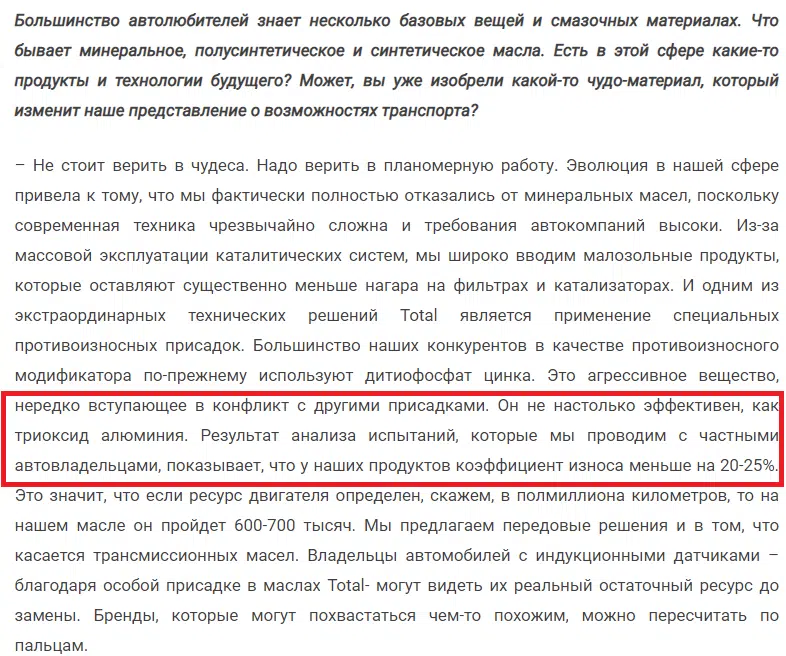 Большинство автолюбителей знает несколько базовых вещей и смазочных материалах. Что
бывает минеральное, полусинтетическое и синтетическое масла. Есть в этой сфере какие-то
продукты и технологии будущего? Может, вы уже изобрели какой-то чудо-материал, который
изменит наше представление о возможностях транспорта?
– Не стоит верить в чудеса. Надо верить в планомерную работу. Эволюция в нашей сфере
привела к тому, что мы фактически полностью отказались от минеральных масел, поскольку
современная техника чрезвычайно сложна и требования автокомпаний высоки. Из-за
массовой эксплуатации каталитических систем, мы широко вводим малозольные продукты,
которые оставляют существенно меньше нагара на фильтрах и катализаторах. И одним из
экстраординарных технических решений Total является применение специальных
противоизносных присадок. Большинство наших конкурентов в качестве противоизносного
модификатора по-прежнему используют дитиофосфат цинка. Это агрессивное вещество,
нередко вступающее в конфликт с другими присадками. Он не настолько эффективен, как
триоксид алюминия. Результат анализа испытаний, которые мы проводим с частными
автовладельцами, показывает, что у наших продуктов коэффициент износа меньше на 20-25%.
Это значит, что если ресурс двигателя определен, скажем, в полмиллиона километров, то на
нашем масле он пройдет 600-700 тысяч. Мы предлагаем передовые решения и в том, что
касается трансмиссионных масел. Владельцы автомобилей с индукционными датчиками –
благодаря особой присадке в маслах Total- могут видеть их реальный остаточный ресурс до
замены. Бренды, которые могут похвастаться чем-то похожим, можно пересчитать по
пальцам.